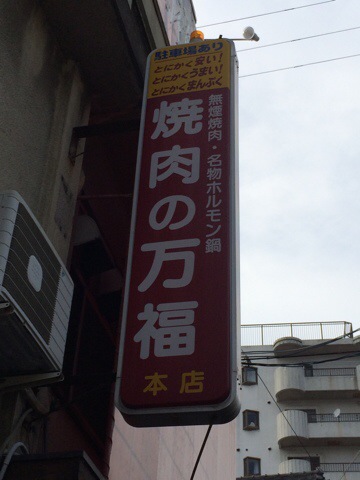 駐車場あり
とにかく安い!
とにかくうまい!
とにかくまんぷく
無煙焼肉・名物ホルモン鍋
焼肉の万福
本店